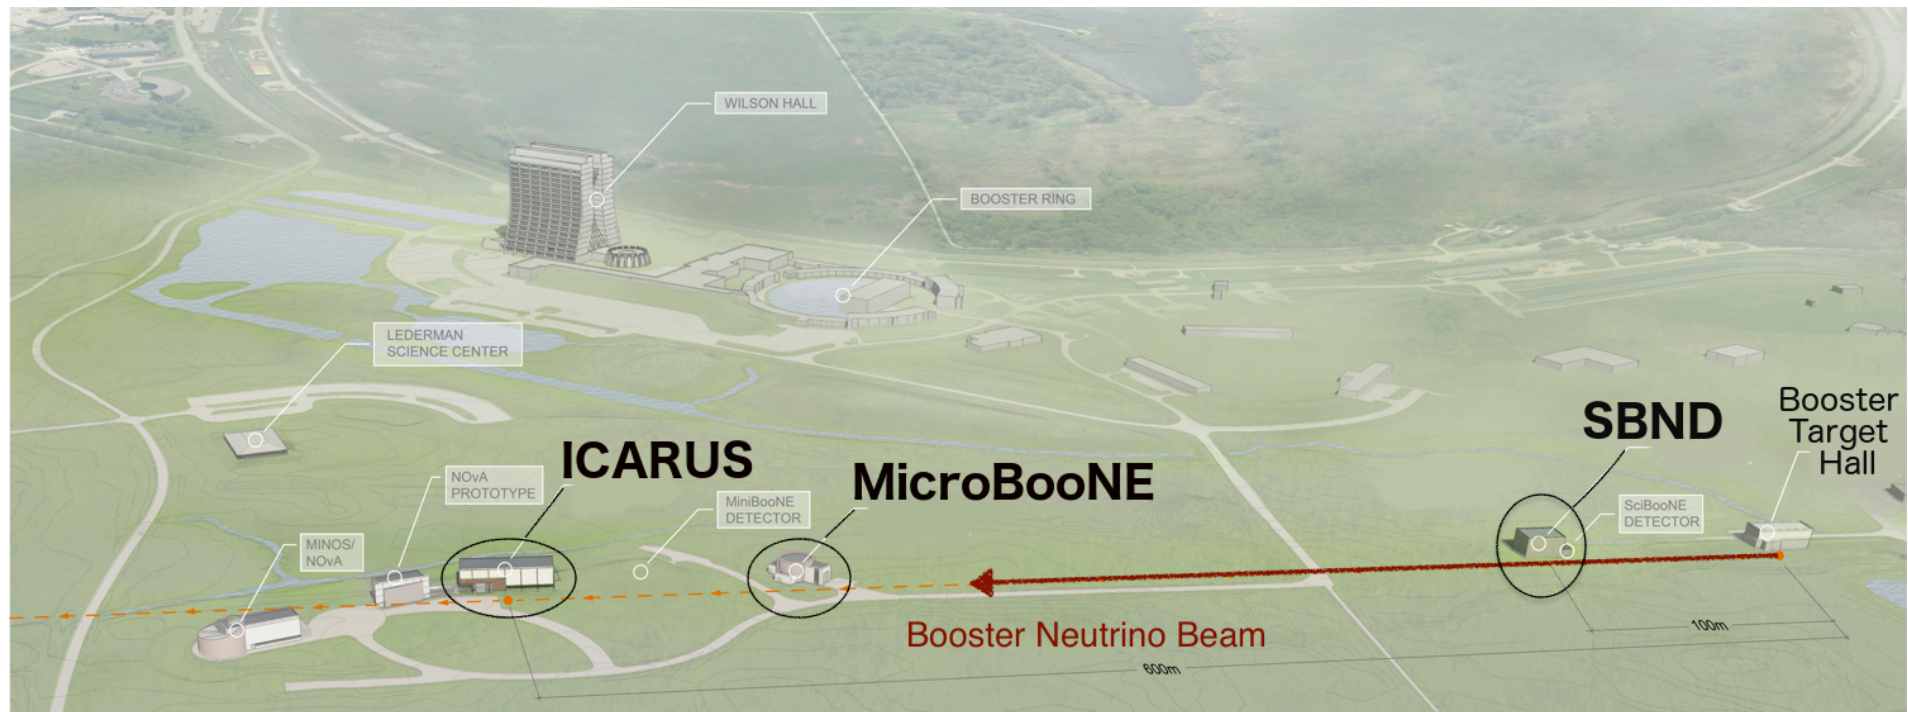 WILSON HALL
BOOSTER RING
LEDERMAN
SCIENCE CENTER
SBND
Booster
Target
Hall
ICARUS
MicroBooNE
NOvA
PROTOTYPE
MiniBooNE
DETECTOR
SciBooNE
DETECTOR
MINOS/
NOvA
Booster Neutrino Beam
100m
600m